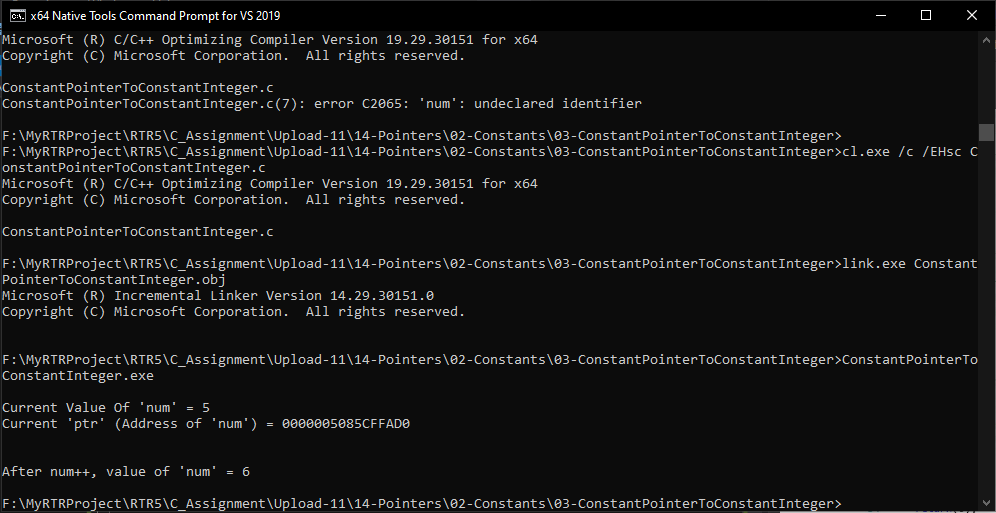 x64 Native Tools Command Prompt for VS 2019
Microsoft (R) C/C++ Optimizing Compiler Version 19.29.30151 for x64
Copyright (C) Microsoft Corporation.  All rights reserved.
ConstantPointerToConstantInteger.c
ConstantPointerToConstantInteger.c(7): error C2065: 'num': undeclared identifier
F:\MyRTRProject\RTR5\C_Assignment\Upload-11\14-Pointers\02-Constants\03-ConstantPointerToConstantInteger>
F:\MyRTRProject\RTR5\C_Assignment\Upload-11\14-Pointers\02-Constants\03-ConstantPointerToConstantInteger>cl.exe /c /EHsc C
onstantPointerToConstantInteger.c
Microsoft (R) C/C++ Optimizing Compiler Version 19.29.30151 for x64
Copyright (C) Microsoft Corporation.  All rights reserved.
ConstantPointerToConstantInteger.c
F:\MyRTRProject\RTR5\C_Assignment\Upload-11\14-Pointers\02-Constants\03-ConstantPointerToConstantInteger>link.exe Constant
PointerToConstantInteger.obj
Microsoft (R) Incremental Linker Version 14.29.30151.0
Copyright (C) Microsoft Corporation.  All rights reserved.
F:\MyRTRProject\RTR5\C_Assignment\Upload-11\14-Pointers\02-Constants\03-ConstantPointerToConstantInteger>ConstantPointerTo
ConstantInteger.exe
Current Value Of 'num' = 5
Current 'ptr' (Address of 'num') = 0000005085CFFAD0
After num++, value of 'num' = 6
F:\MyRTRProject\RTR5\C_Assignment\Upload-11\14-Pointers\02-Constants\03-ConstantPointerToConstantInteger>